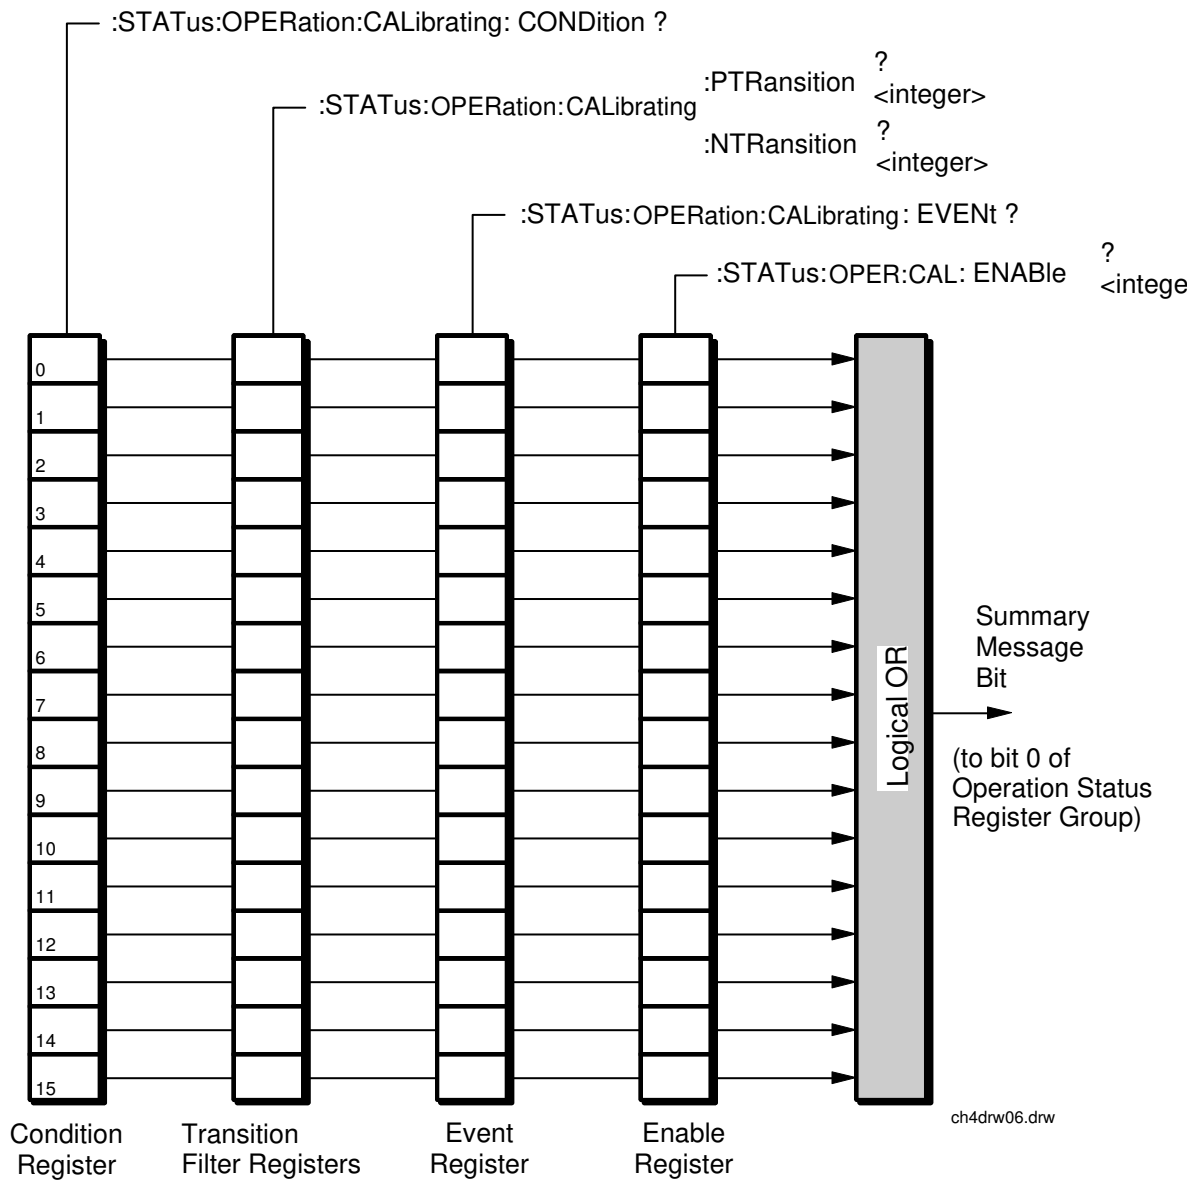 :STATus:OPERation:CALibrating: CONDition ?
:STATus:OPERation:CALibrating
:PTRansition
?
<integer>
:NTRansition
?
<integer>
:STATus:OPERation:CALibrating: EVENt ?
:STATus:OPER:CAL: ENABle
?
<intege
0
1
2
3
4
5
6
7
8
9
10
11
12
13
14
15
Logical OR
Summary
Message
Bit
(to bit 0 of
Operation Status
Register Group)
ch4drw06.drw
Condition
Register
Transition
Filter Registers
Event
Register
Enable
Register